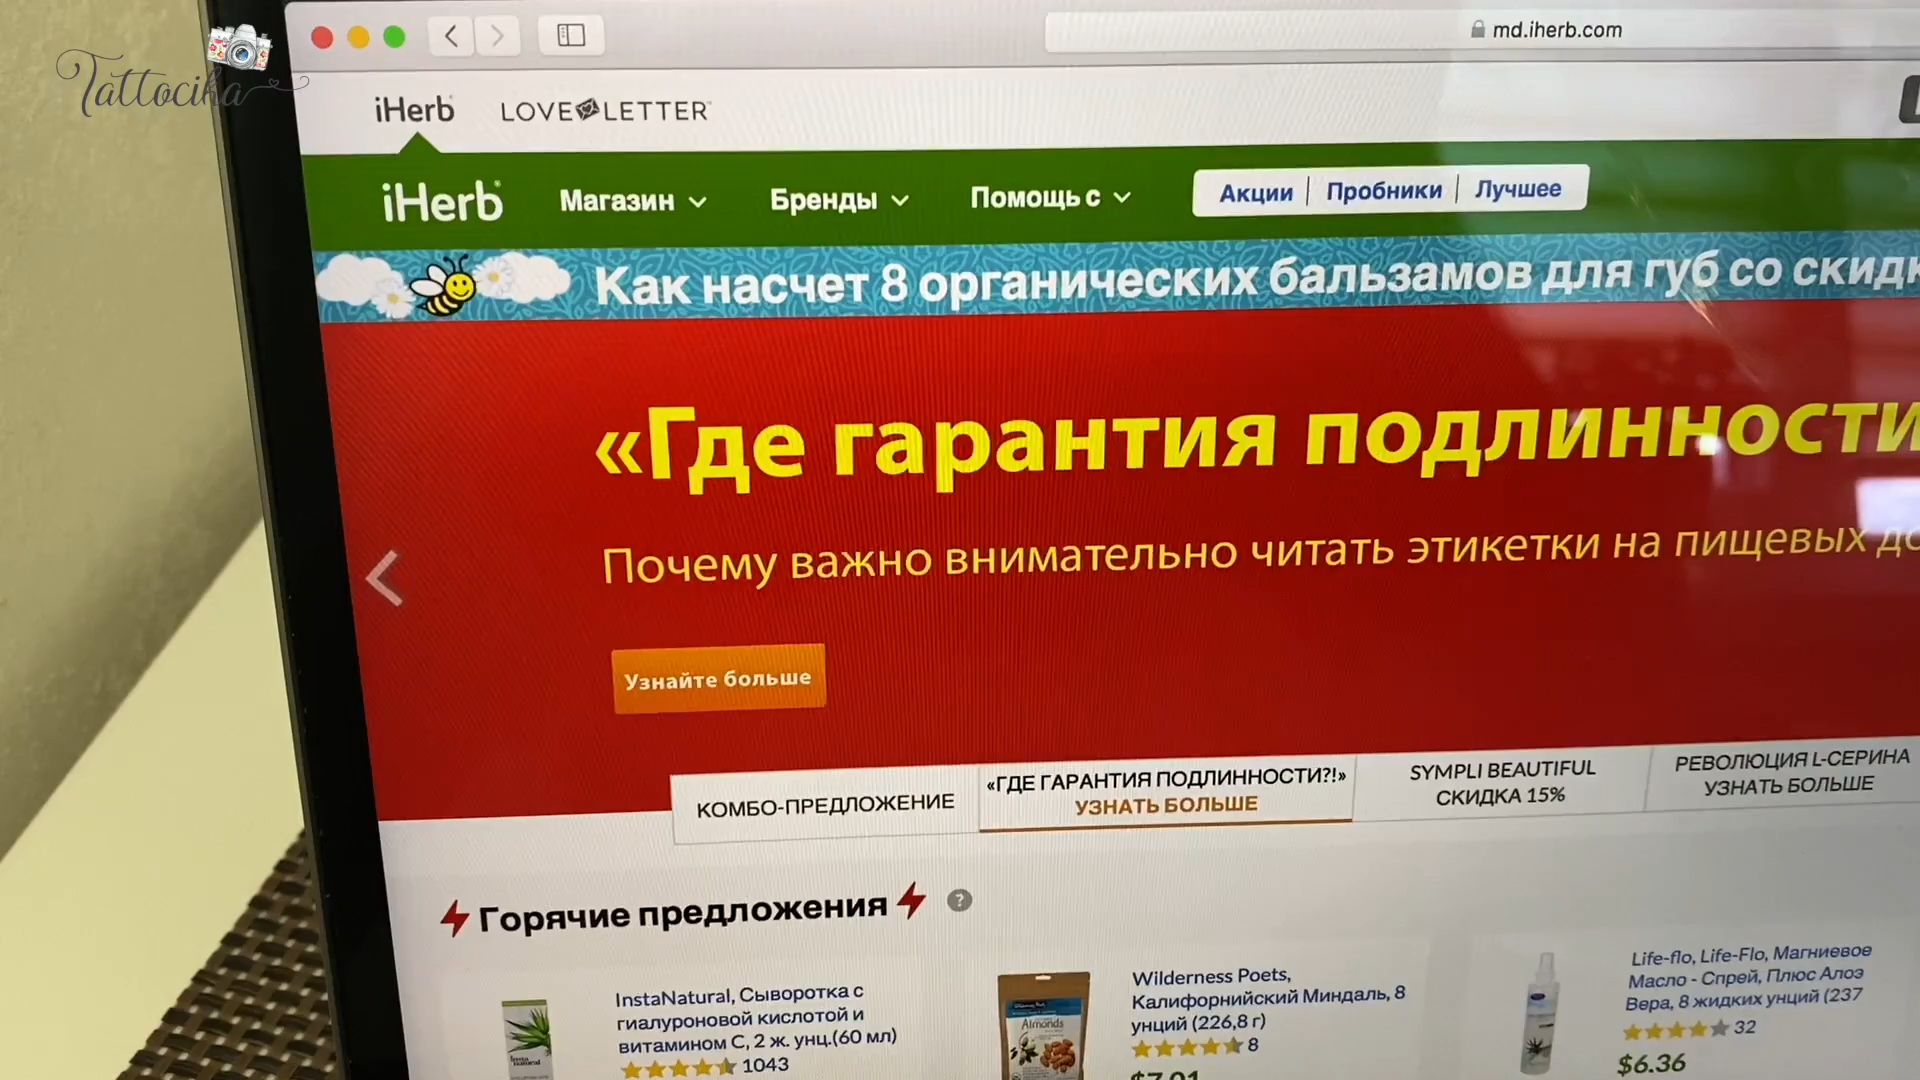 Tattocika
md.iherb.com
iHerb
LOVE LETTER
iHerb
Магазин
Бренды
Помощь с
Акции
Пробники
Лучшее
Как насчет 8 органических бальзамов для губ со
«Где гарантия подлинности
Почему важно внимательно читать этикетки на пищевых
Узнайте больше
КОМБО-ПРЕДЛОЖЕНИЕ
«ГДЕ ГАРАНТИЯ ПОДЛИННОСТИ?!»
УЗНАТЬ БОЛЬШЕ
SYMPLI BEAUTIFUL
СКИДКА 15%
РЕВОЛЮЦИЯ L-СЕРИНА
УЗНАТЬ БОЛЬШЕ
Горячие предложения
?
InstaNatural, Сыворотка с
гиалуроновой кислотой и
витамином С, 2 ж. унц.(60 мл)
1043
Almonds
Wilderness Poets,
Калифорнийский Миндаль, 8
унций (226,8 г)
8
Life-flo, Life-Flo, Магниевое
Масло - Спрей, Плюс Алоэ
Вера, 8 жидких унций (237
32
$6.36